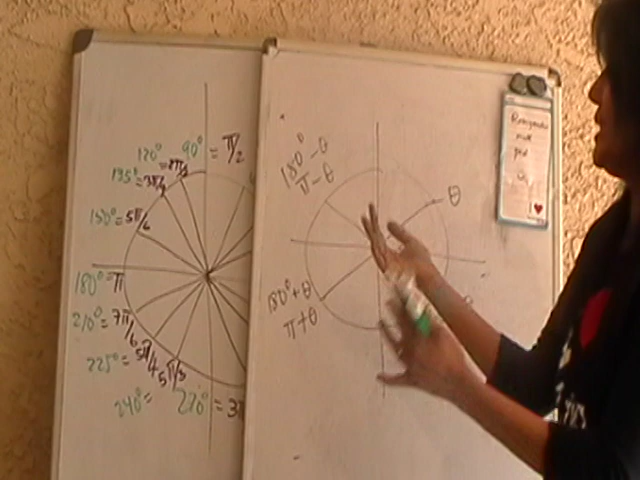 90° = π/2
120° = 2π/3
135° = 3π/4
150° = 5π/6
180° = π
210° = 7π/6
225° = 5π/4
240° = 5π/3
270° = 3π
180° - θ
π - θ
θ
180° + θ
π + θ